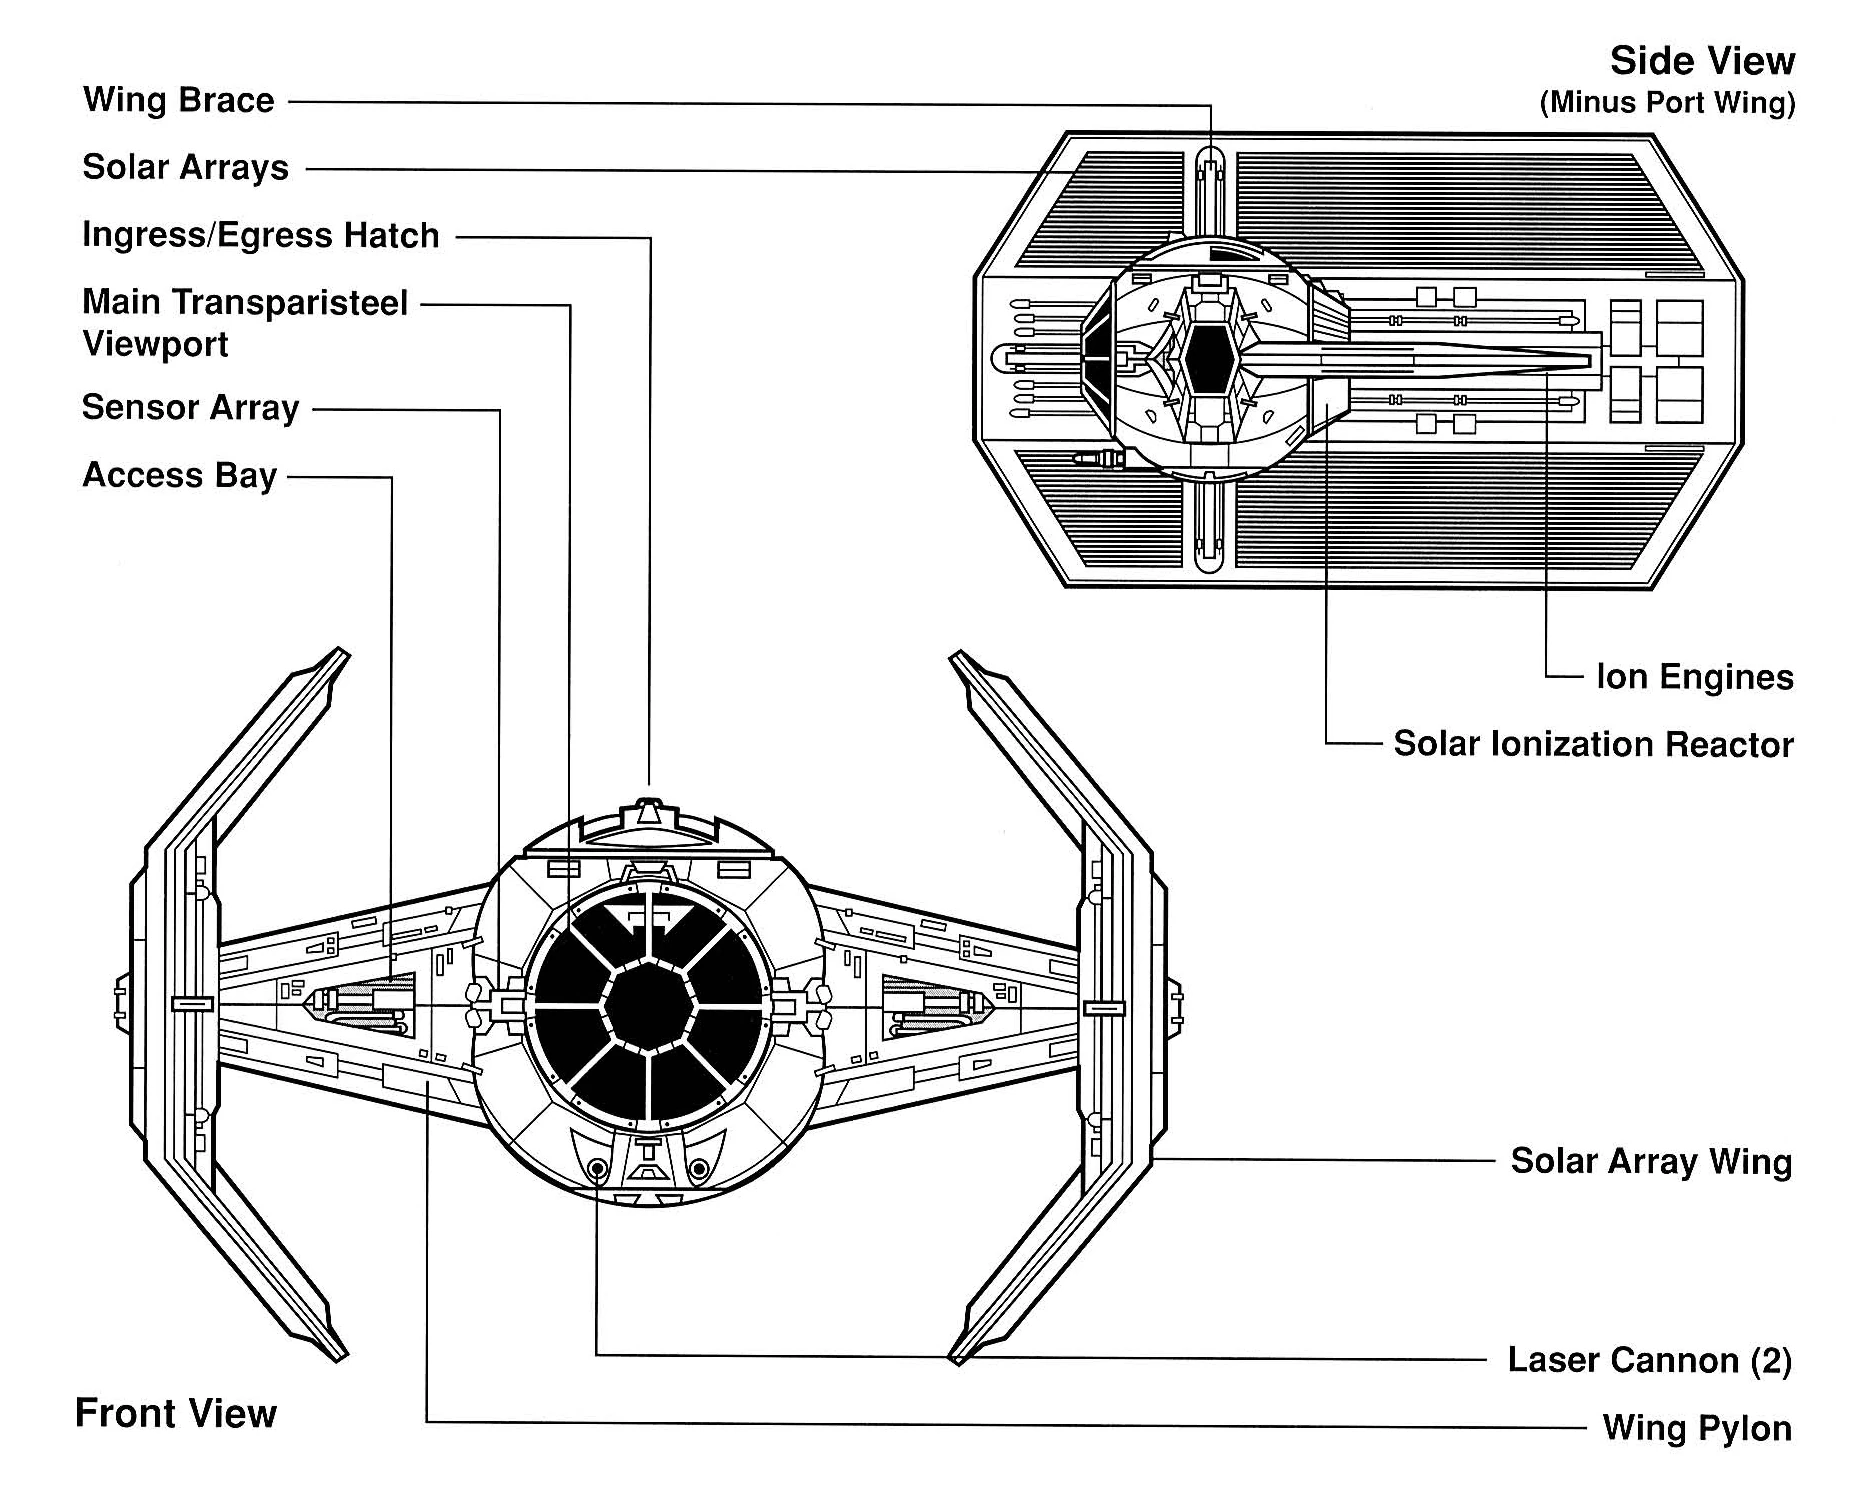 Side View
(Minus Port Wing)
Wing Brace
Solar Arrays
Ingress/Egress Hatch
Main Transparisteel
Viewport
Sensor Array
Access Bay
Ion Engines
Solar Ionization Reactor
Solar Array Wing
Laser Cannon (2)
Front View
Wing Pylon